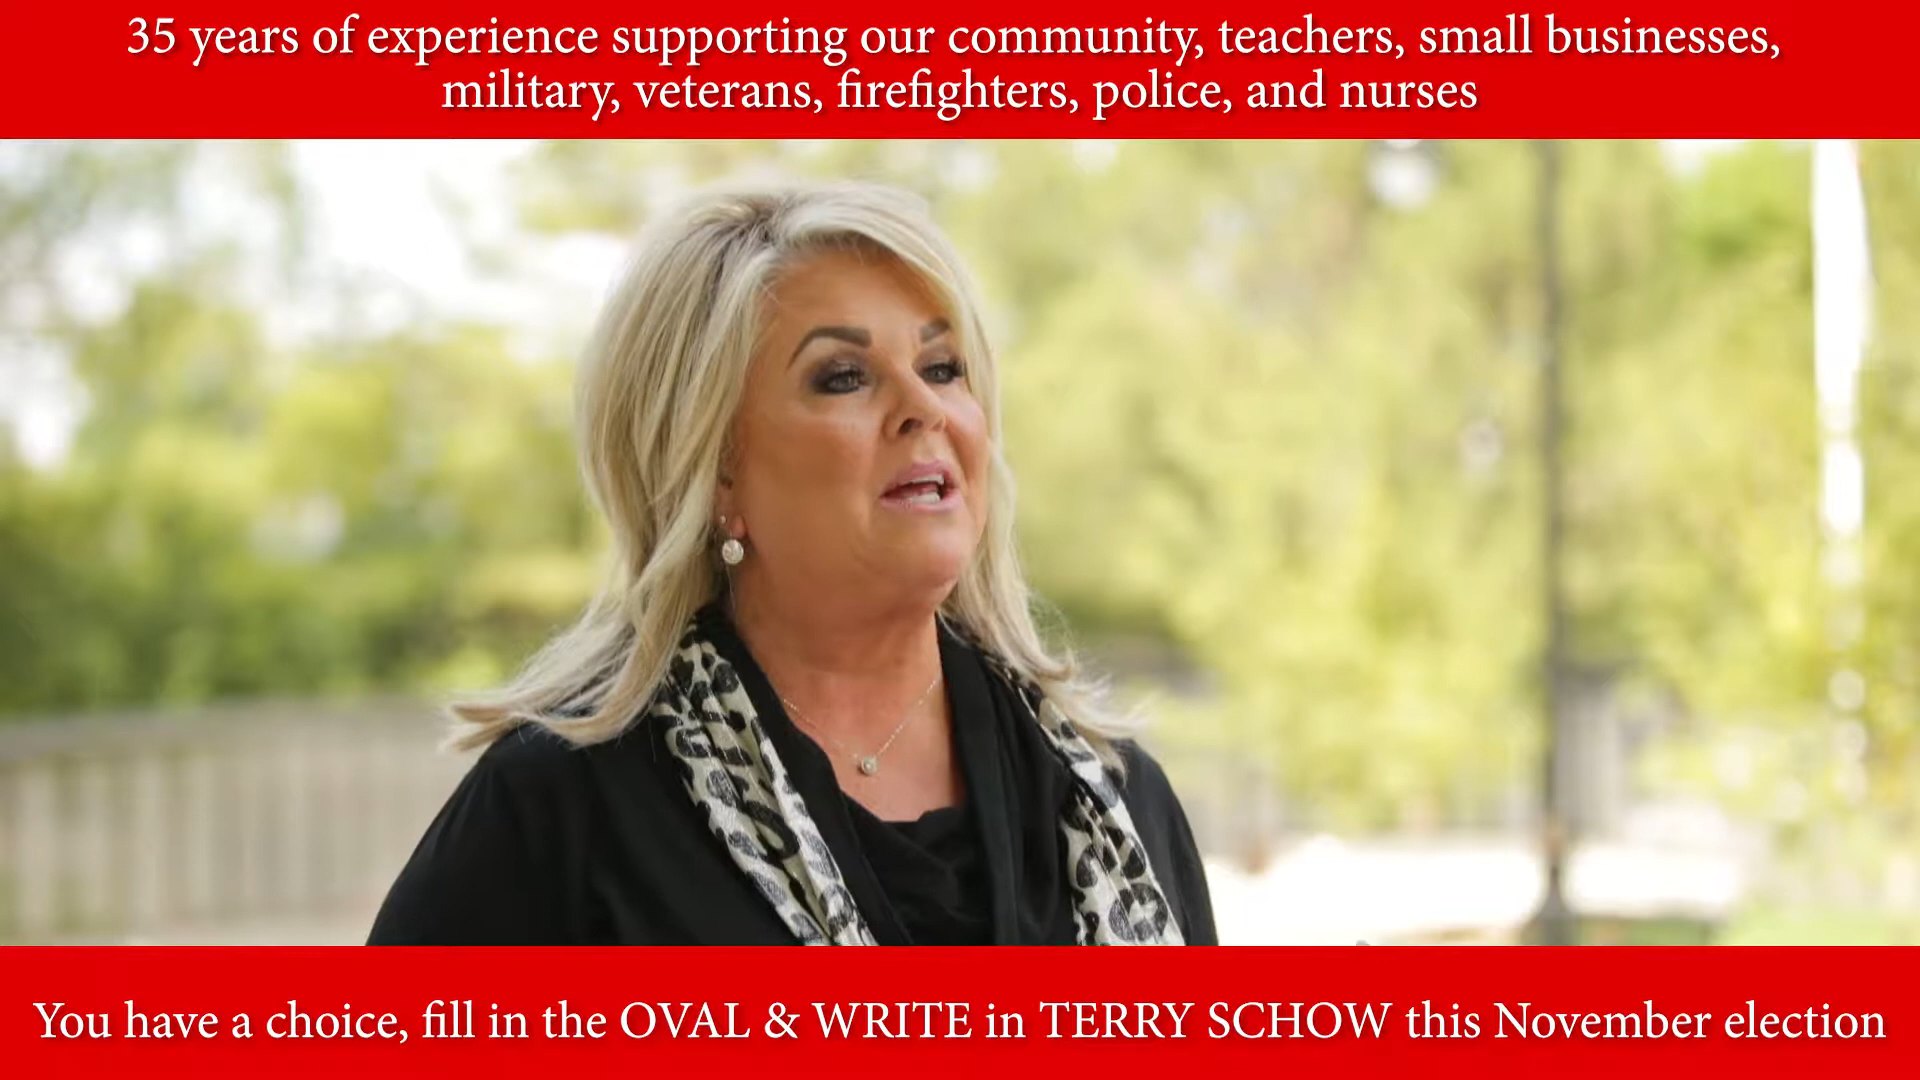 35 years of experience supporting our community, teachers, small businesses,
military, veterans, firefighters, police, and nurses
You have a choice, fill in the OVAL & WRITE in TERRY SCHOW this November election